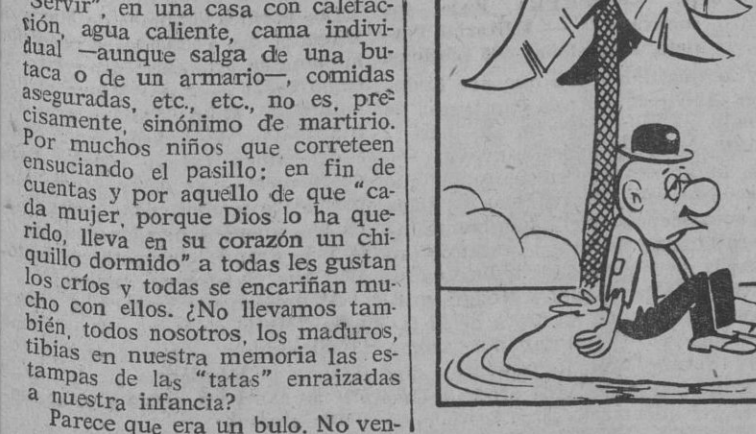 Servir", en una casa con calefac-
ción, agua caliente, cama indivi-
dual —aunque salga de una bu-
taca o de un armario—, comidas
aseguradas, etc., etc., no es, pre-
cisamente, sinónimo de martirio.
Por muchos niños que correteen
ensuciando el pasillo; en fin de
cuentas y por aquello de que "ca-
da mujer, porque Dios lo ha que-
rido, lleva en su corazón un chi-
quillo dormido" a todas les gustan
los críos y todas se encariñan mu-
cho con ellos. ¿No llevamos tam-
bién, todos nosotros, los maduros,
tibias en nuestra memoria las es-
tampas de las "tatas" enraizadas
a nuestra infancia?
Parece que era un bulo. No ven-